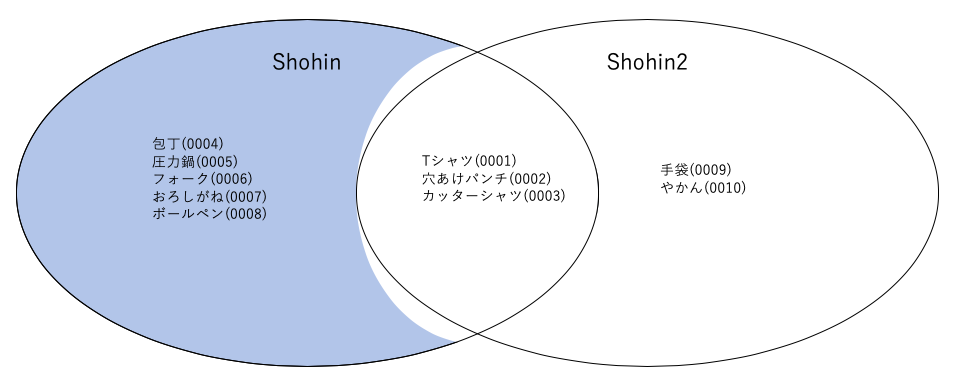 Shohin
Shohin2
包丁(0004)
圧力鍋(0005)
フォーク(0006)
おろしがね(0007)
ボールペン(0008)
Tシャツ(0001)
穴あけパンチ(0002)
カッターシャツ(0003)
手袋(0009)
やかん(0010)